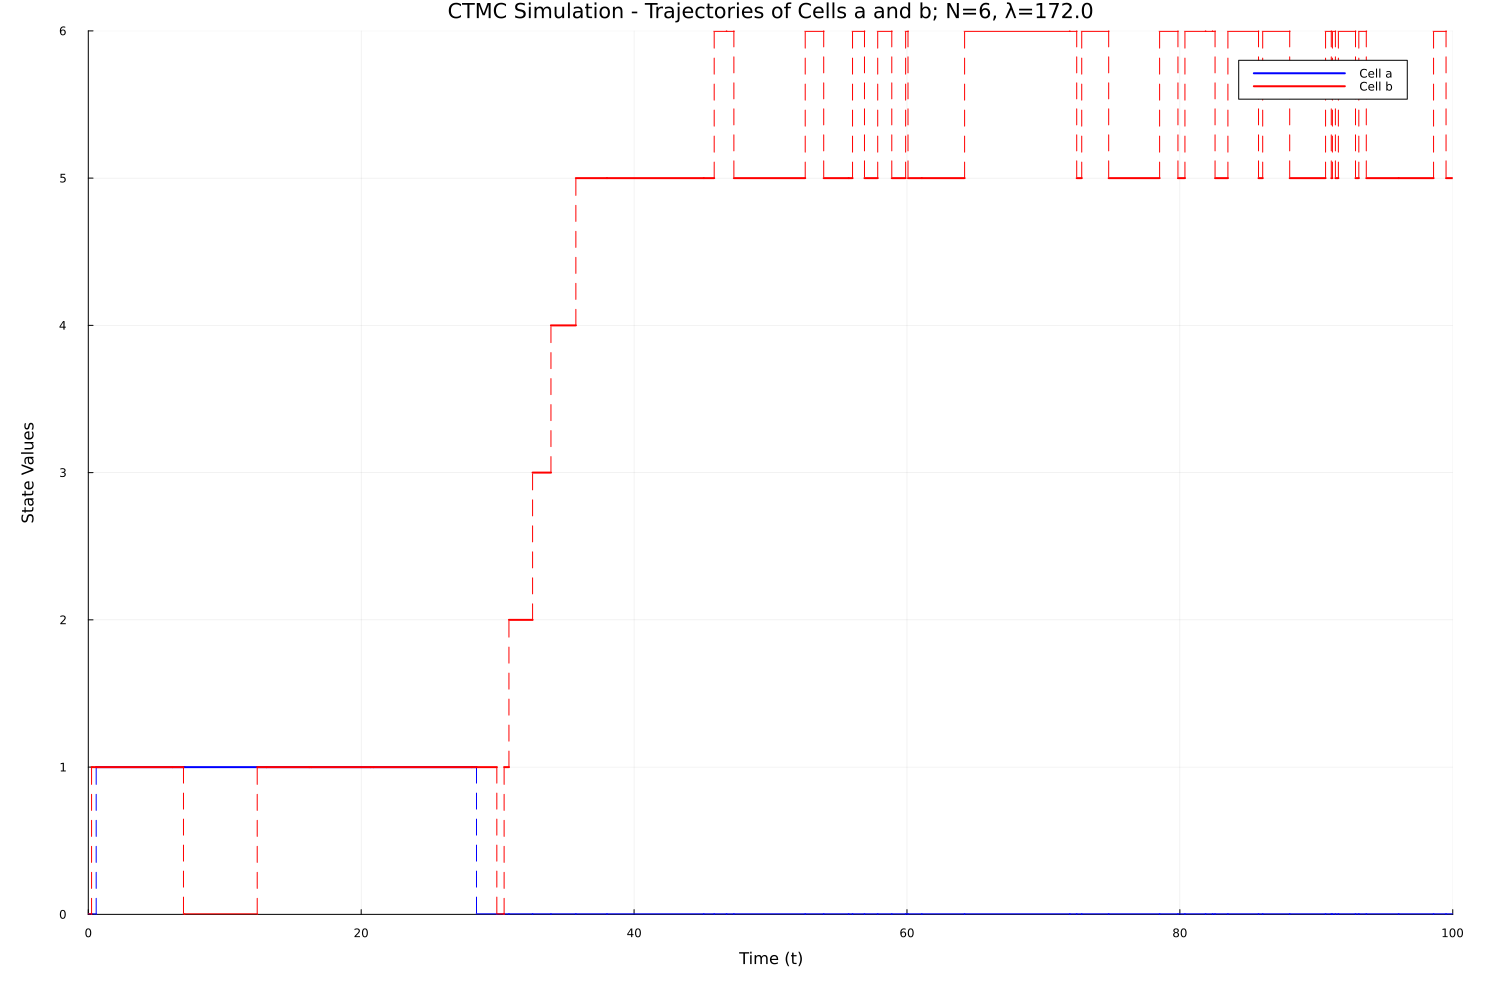 CTMC Simulation - Trajectories of Cells a and b; N=6, λ=172.0
6
Cell a
Cell b
5
4
State Values
3
2
1
0
0 20 40 60 80 100
Time (t)